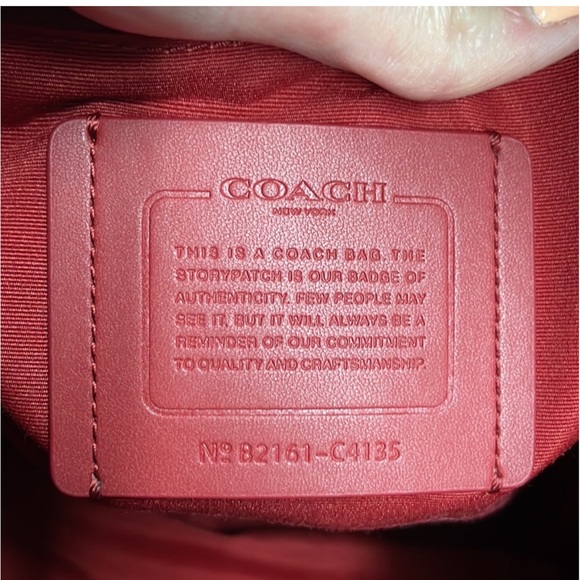 COACH
NEW YORK
THIS IS A COACH BAG. THE
STORYPATCH IS OUR BADGE OF
AUTHENTICITY. FEW PEOPLE MAY
SEE IT, BUT IT WILL ALWAYS BE A
REMINDER OF OUR COMMITMENT
TO QUALITY AND CRAFTSMANSHIP.
Nº B2161-C4135